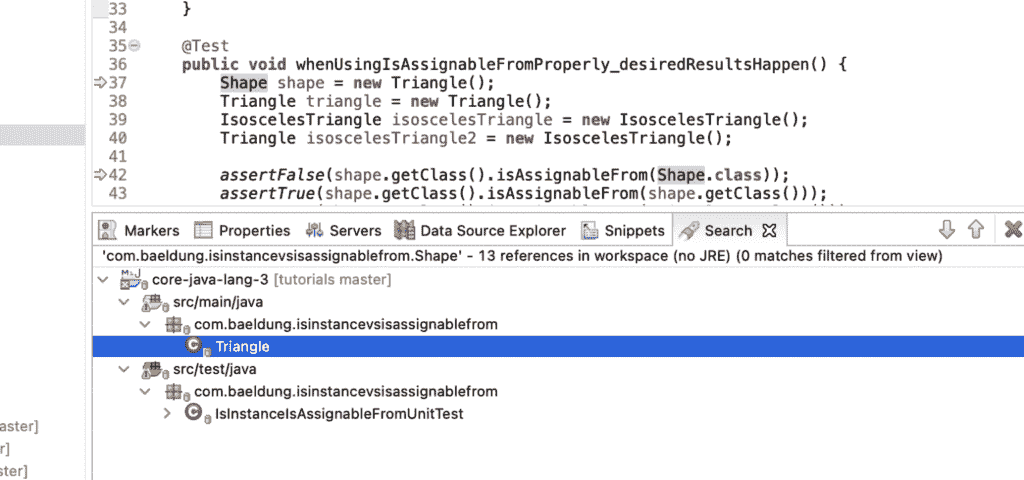 33 }
34
35 @Test
36 public void whenUsingIsAssignableFromProperly_desiredResultsHappen() {
37 Shape shape = new Triangle();
38 Triangle triangle = new Triangle();
39 IsoscelesTriangle isoscelesTriangle = new IsoscelesTriangle();
40 Triangle isoscelesTriangle2 = new IsoscelesTriangle();
41
42 assertFalse(shape.getClass().isAssignableFrom(Shape.class));
43 assertTrue(shape.getClass().isAssignableFrom(shape.getClass()));
Markers Properties Servers Data Source Explorer Snippets Search
'com.baeldung.isinstancevsisassignablefrom.Shape' - 13 references in workspace (no JRE) (0 matches filtered from view)
core-java-lang-3 [tutorials master]
src/main/java
com.baeldung.isinstancevsisassignablefrom
Triangle
src/test/java
com.baeldung.isinstancevsisassignablefrom
IsInstanceIsAssignableFromUnitTest